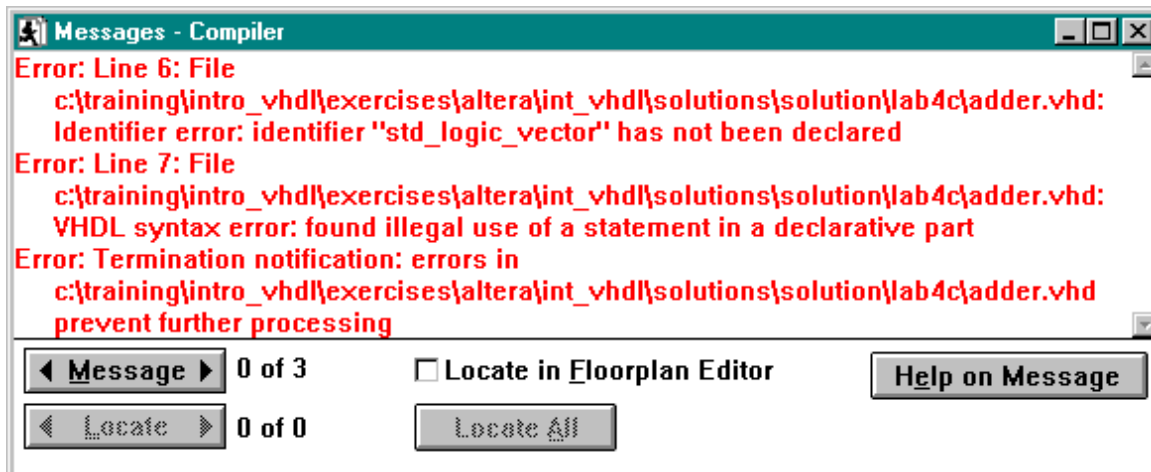 Messages - Compiler
Error: Line 6: File
c:\training\intro_vhdl\exercises\altera\int_vhdl\solutions\solution\lab4c\adder.vhd:
Identifier error: identifier "std_logic_vector" has not been declared
Error: Line 7: File
c:\training\intro_vhdl\exercises\altera\int_vhdl\solutions\solution\lab4c\adder.vhd:
VHDL syntax error: found illegal use of a statement in a declarative part
Error: Termination notification: errors in
c:\training\intro_vhdl\exercises\altera\int_vhdl\solutions\solution\lab4c\adder.vhd
prevent further processing
Message 0 of 3 Locate in Floorplan Editor Help on Message
Locate 0 of 0 Locate All